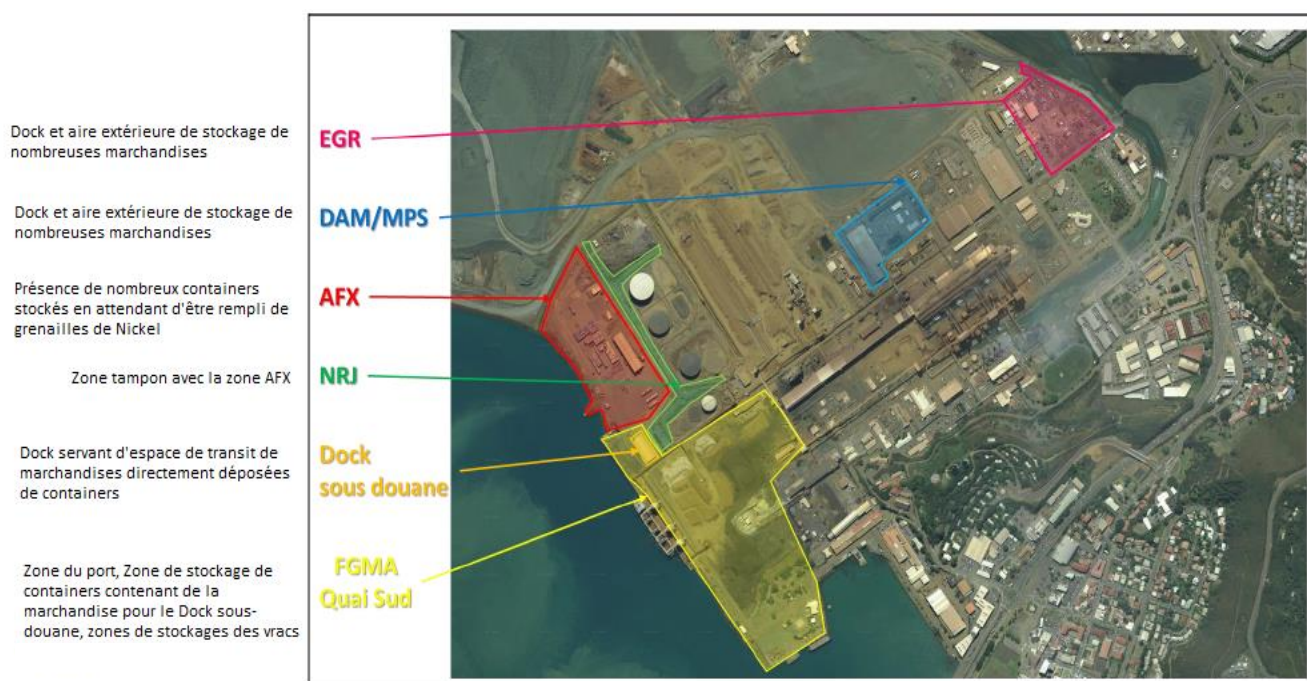 Dock et aire extérieure de stockage de
nombreuses marchandises
EGR
Dock et aire extérieure de stockage de
nombreuses marchandises
DAM/MPS
Présence de nombreux containers
stockés en attendant d'être rempli de
grenailles de Nickel
AFX
Zone tampon avec la zone AFX
NRJ
Dock servant d'espace de transit de
marchandises directement déposées
de containers
Dock
sous douane
Zone du port, Zone de stockage de
containers contenant de la
marchandise pour le Dock sous-
douane, zones de stockages des vracs
FGMA
Quai Sud